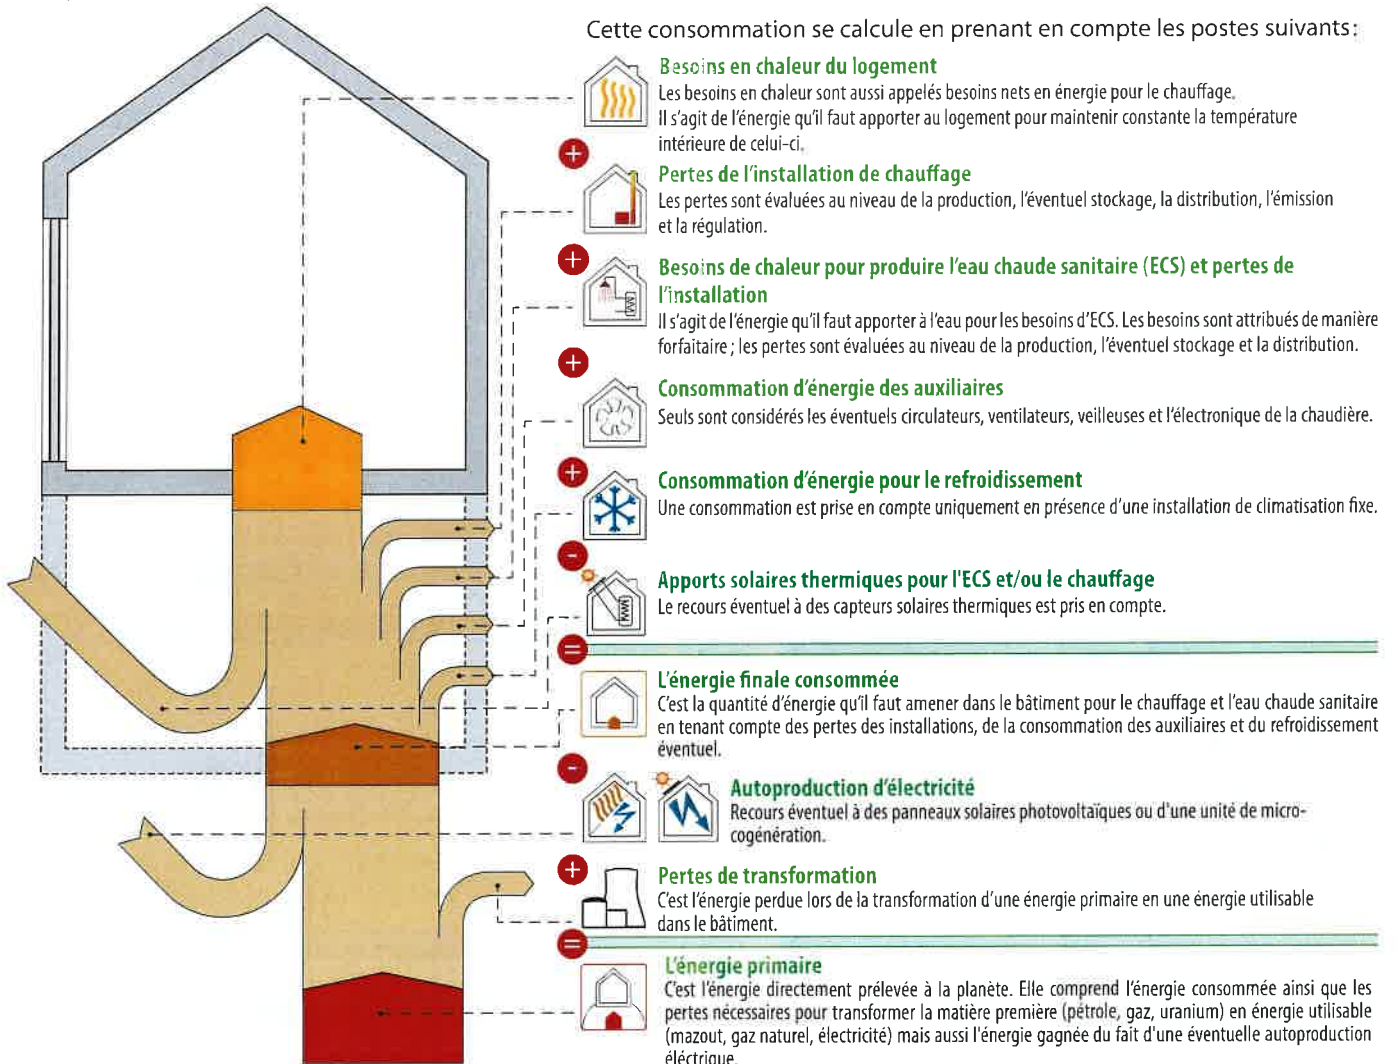 Cette consommation se calcule en prenant en compte les postes suivants:
Besoins en chaleur du logement
Les besoins en chaleur sont aussi appelés besoins nets en énergie pour le chauffage.
Il s'agit de l'énergie qu'il faut apporter au logement pour maintenir constante la température
intérieure de celui-ci.
+
Pertes de l'installation de chauffage
Les pertes sont évaluées au niveau de la production, l'éventuel stockage, la distribution, l'émission
et la régulation.
+
Besoins de chaleur pour produire l'eau chaude sanitaire (ECS) et pertes de
l'installation
Il s'agit de l'énergie qu'il faut apporter à l'eau pour les besoins d'ECS. Les besoins sont attribués de manière
forfaitaire ; les pertes sont évaluées au niveau de la production, l'éventuel stockage et la distribution.
+
Consommation d'énergie des auxiliaires
Seuls sont considérés les éventuels circulateurs, ventilateurs, veilleuses et l'électronique de la chaudière.
+
Consommation d'énergie pour le refroidissement
Une consommation est prise en compte uniquement en présence d'une installation de climatisation fixe.
-
Apports solaires thermiques pour l'ECS et/ou le chauffage
Le recours éventuel à des capteurs solaires thermiques est pris en compte.
=
L'énergie finale consommée
C'est la quantité d'énergie qu'il faut amener dans le bâtiment pour le chauffage et l'eau chaude sanitaire
en tenant compte des pertes des installations, de la consommation des auxiliaires et du refroidissement
éventuel.
-
Autoproduction d'électricité
Recours éventuel à des panneaux solaires photovoltaïques ou d'une unité de micro-
cogénération.
+
Pertes de transformation
C'est l'énergie perdue lors de la transformation d'une énergie primaire en une énergie utilisable
dans le bâtiment.
=
L'énergie primaire
C'est l'énergie directement prélevée à la planète. Elle comprend l'énergie consommée ainsi que les
pertes nécessaires pour transformer la matière première (pétrole, gaz, uranium) en énergie utilisable
(mazout, gaz naturel, électricité) mais aussi l'énergie gagnée du fait d'une éventuelle autoproduction
éléctrique.